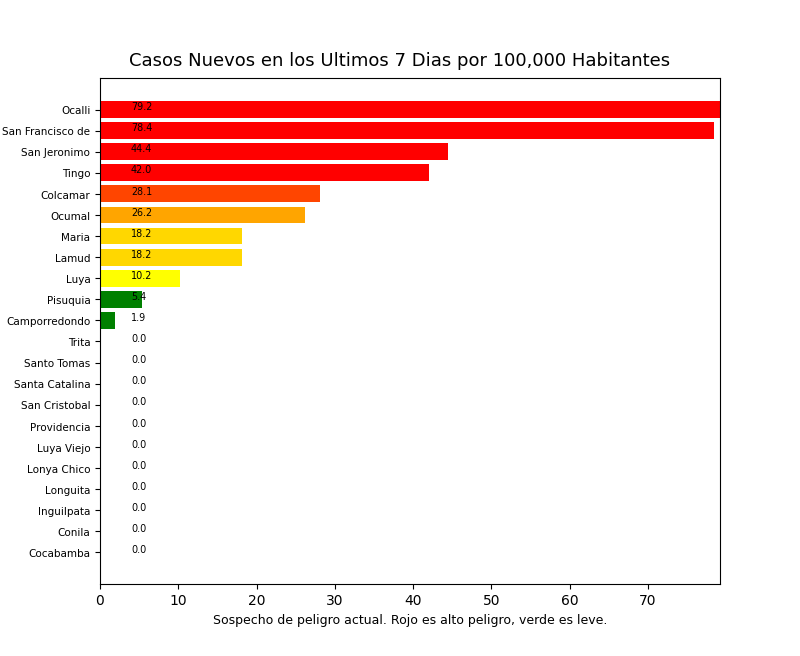 Casos Nuevos en los Ultimos 7 Dias por 100,000 Habitantes
Ocalli 79.2
San Francisco de 78.4
San Jeronimo 44.4
Tingo 42.0
Colcamar 28.1
Ocumal 26.2
Maria 18.2
Lamud 18.2
Luya 10.2
Pisuquia 5.4
Camporredondo 1.9
Trita 0.0
Santo Tomas 0.0
Santa Catalina 0.0
San Cristobal 0.0
Providencia 0.0
Luya Viejo 0.0
Lonya Chico 0.0
Longuita 0.0
Inguilpata 0.0
Conila 0.0
Cocabamba 0.0
0 10 20 30 40 50 60 70
Sospecho de peligro actual. Rojo es alto peligro, verde es leve.